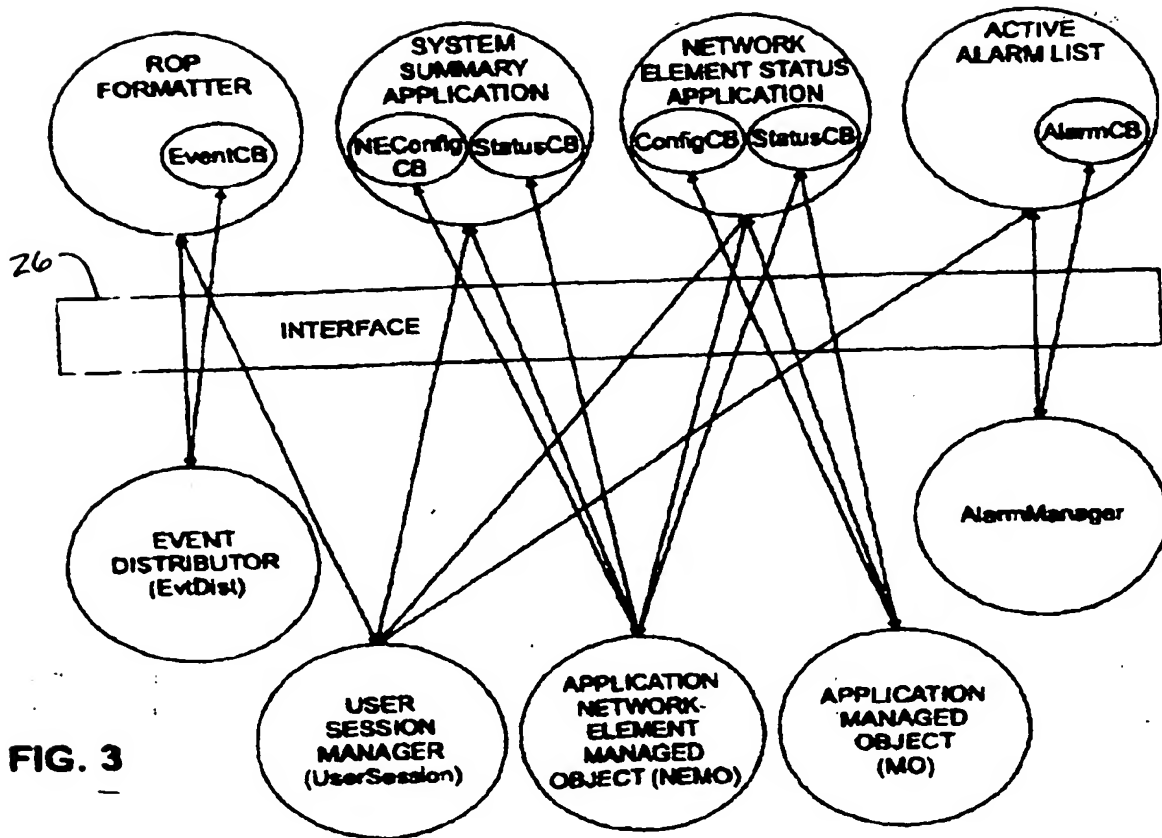 ROP
FORMATTER
EventCB
SYSTEM
SUMMARY
APPLICATION
NEConfig
CB
StatusCB
NETWORK
ELEMENT STATUS
APPLICATION
ConfigCB
StatusCB
ACTIVE
ALARM LIST
AlarmCB
26
INTERFACE
EVENT
DISTRIBUTOR
(EvtDist)
AlarmManager
USER
SESSION
MANAGER
(UserSession)
APPLICATION
NETWORK-
ELEMENT
MANAGED
OBJECT (NEMO)
APPLICATION
MANAGED
OBJECT
(MO)
FIG. 3